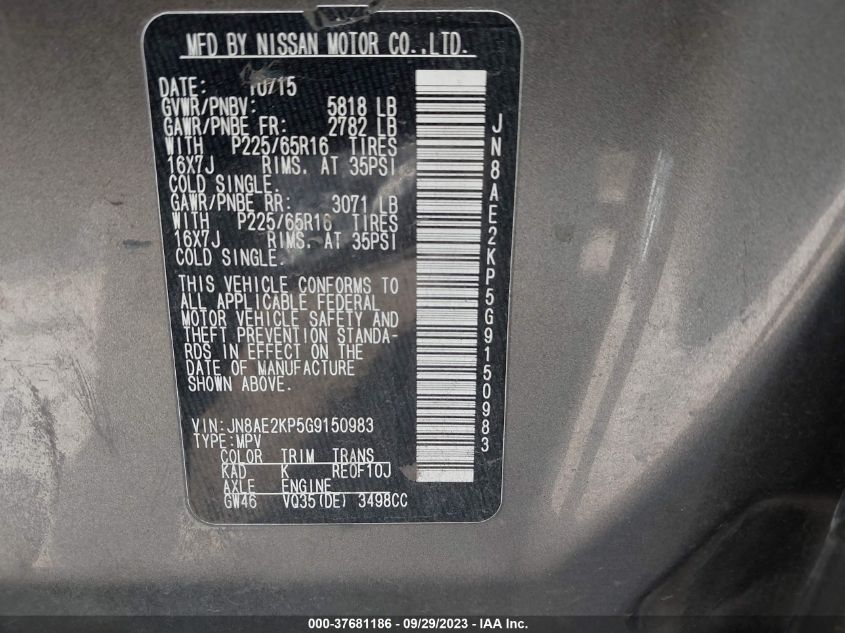 MFD BY NISSAN MOTOR CO.,LTD.
DATE: 10/15
GVWR/PNBV: 5818 LB
GAWR/PNBE FR: 2782 LB
WITH P225/65R16 TIRES
16X7J RIMS. AT 35PSI
COLD SINGLE.
GAWR/PNBE RR: 3071 LB
WITH P225/65R16 TIRES
16X7J RIMS. AT 35PSI
COLD SINGLE.
THIS VEHICLE CONFORMS TO
ALL APPLICABLE FEDERAL
MOTOR VEHICLE SAFETY AND
THEFT PREVENTION STANDA-
RDS IN EFFECT ON THE
DATE OF MANUFACTURE
SHOWN ABOVE.
VIN:JN8AE2KP5G9150983
TYPE:MPV
COLOR TRIM TRANS
KAD K RE0F10J
AXLE ENGINE
GW46 VQ35(DE) 3498CC
JN8AE2KP5G9150983
000-37681186 - 09/29/2023 - IAA Inc.